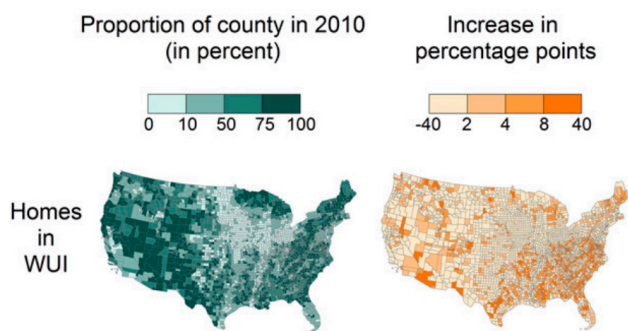 Proportion of county in 2010
(in percent)
Increase in
percentage points
0 10 50 75 100
-40 2 4 8 40
Homes
in
WUI